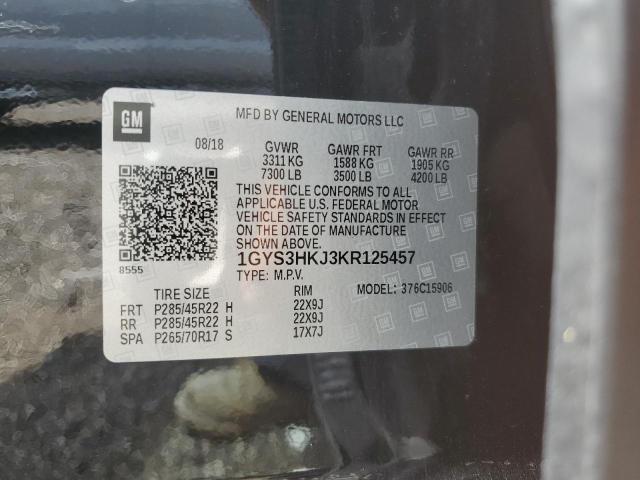 GM
MFD BY GENERAL MOTORS LLC
08/18 GVWR GAWR FRT GAWR RR
3311 KG 1588 KG 1905 KG
7300 LB 3500 LB 4200 LB
THIS VEHICLE CONFORMS TO ALL
APPLICABLE U.S. FEDERAL MOTOR
VEHICLE SAFETY STANDARDS IN EFFECT
ON THE DATE OF MANUFACTURE
SHOWN ABOVE.
8555
1GYS3HKJ3KR125457
TYPE: M.P.V.
MODEL: 376C15906
TIRE SIZE RIM
FRT P285/45R22 H 22X9J
RR P285/45R22 H 22X9J
SPA P265/70R17 S 17X7J